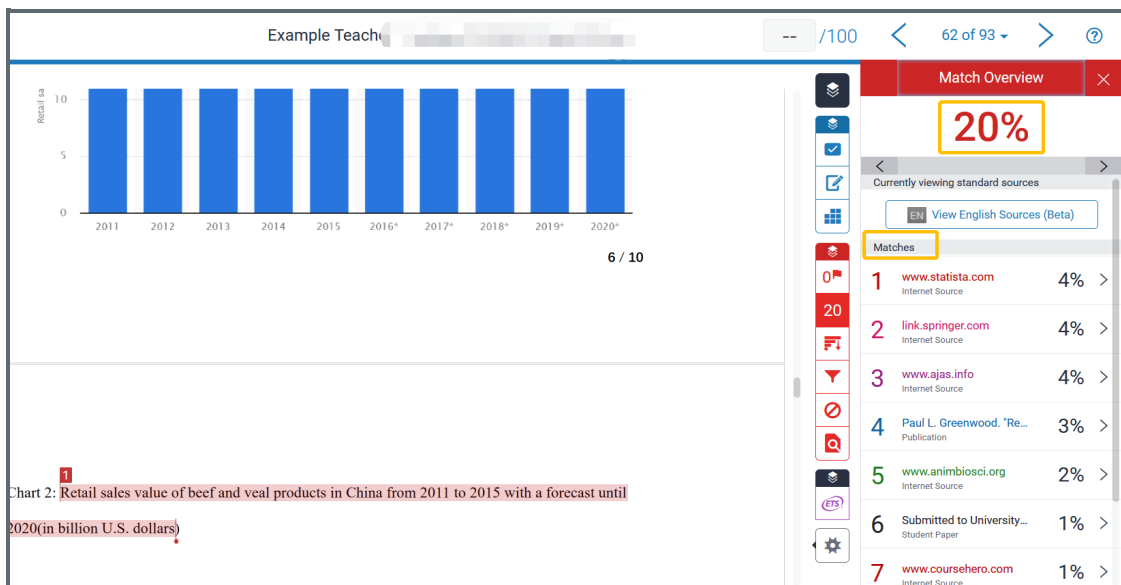 Example Teach
-- /100
62 of 93
?
Retail sa
10
5
0
2011 2012 2013 2014 2015 2016* 2017* 2018* 2019* 2020*
6 / 10
1
Chart 2: Retail sales value of beef and veal products in China from 2011 to 2015 with a forecast until
2020(in billion U.S. dollars)
0
20
ETS
Match Overview
20%
Currently viewing standard sources
EN View English Sources (Beta)
Matches
1 www.statista.com 4%
Internet Source
2 link.springer.com 4%
Internet Source
3 www.ajas.info 4%
Internet Source
4 Paul L. Greenwood. "Re... 3%
Publication
5 www.animbiosci.org 2%
Internet Source
6 Submitted to University... 1%
Student Paper
7 www.coursehero.com 1%
Internet Source